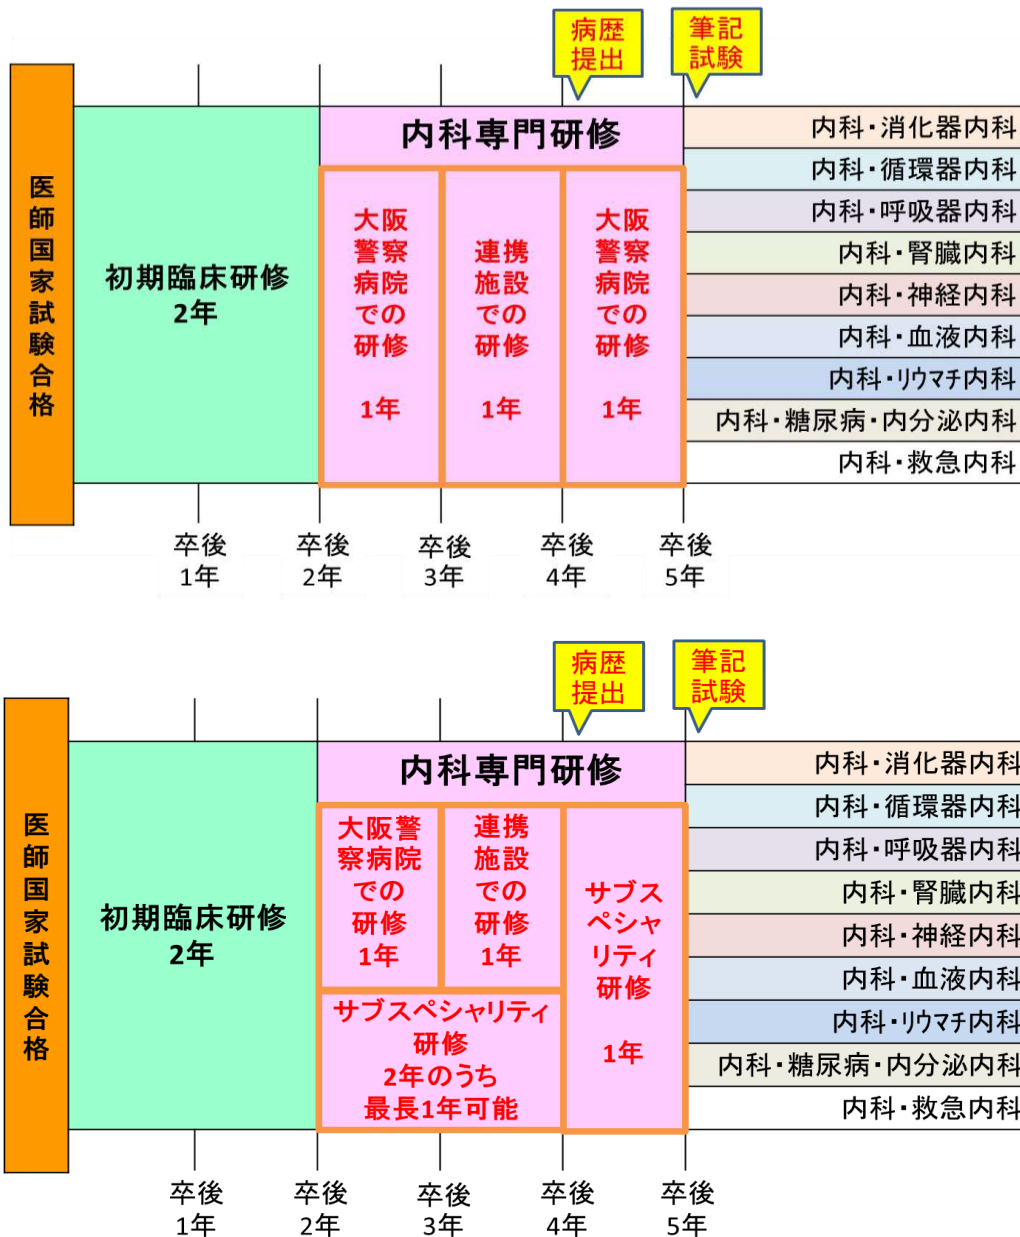 病歴
提出
筆記
試験
医師国家試験合格
初期臨床研修
2年
内科専門研修
大阪
警察
病院
での
研修
1年
連携
施設
での
研修
1年
大阪
警察
病院
での
研修
1年
内科・消化器内科
内科・循環器内科
内科・呼吸器内科
内科・腎臓内科
内科・神経内科
内科・血液内科
内科・リウマチ内科
内科・糖尿病・内分泌内科
内科・救急内科
卒後
1年
卒後
2年
卒後
3年
卒後
4年
卒後
5年
病歴
提出
筆記
試験
医師国家試験合格
初期臨床研修
2年
内科専門研修
大阪警
察病院
での
研修
1年
連携
施設
での
研修
1年
サブス
ペシャ
リティ
研修
1年
サブスペシャリティ
研修
2年のうち
最長1年可能
内科・消化器内科
内科・循環器内科
内科・呼吸器内科
内科・腎臓内科
内科・神経内科
内科・血液内科
内科・リウマチ内科
内科・糖尿病・内分泌内科
内科・救急内科
卒後
1年
卒後
2年
卒後
3年
卒後
4年
卒後
5年